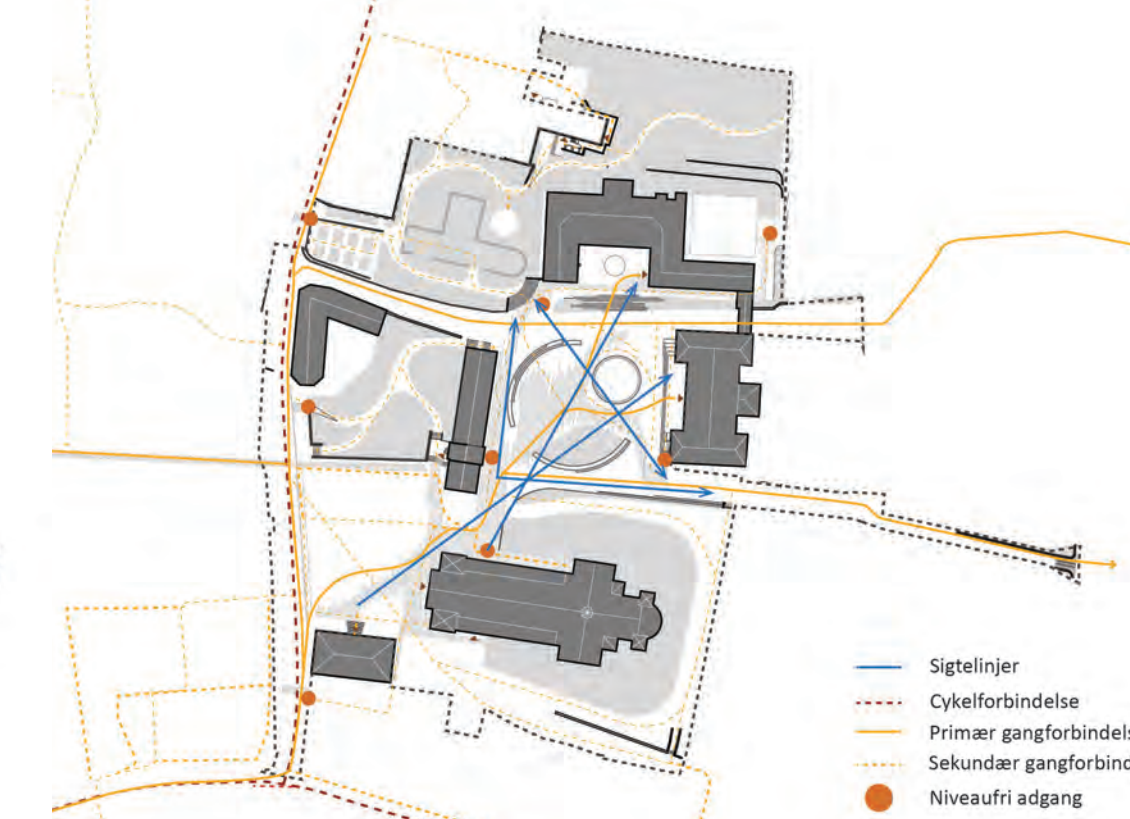 Sigtelinjer
Cykelforbindelse
Primær gangforbindels
Sekundær gangforbind
Niveaufri adgang